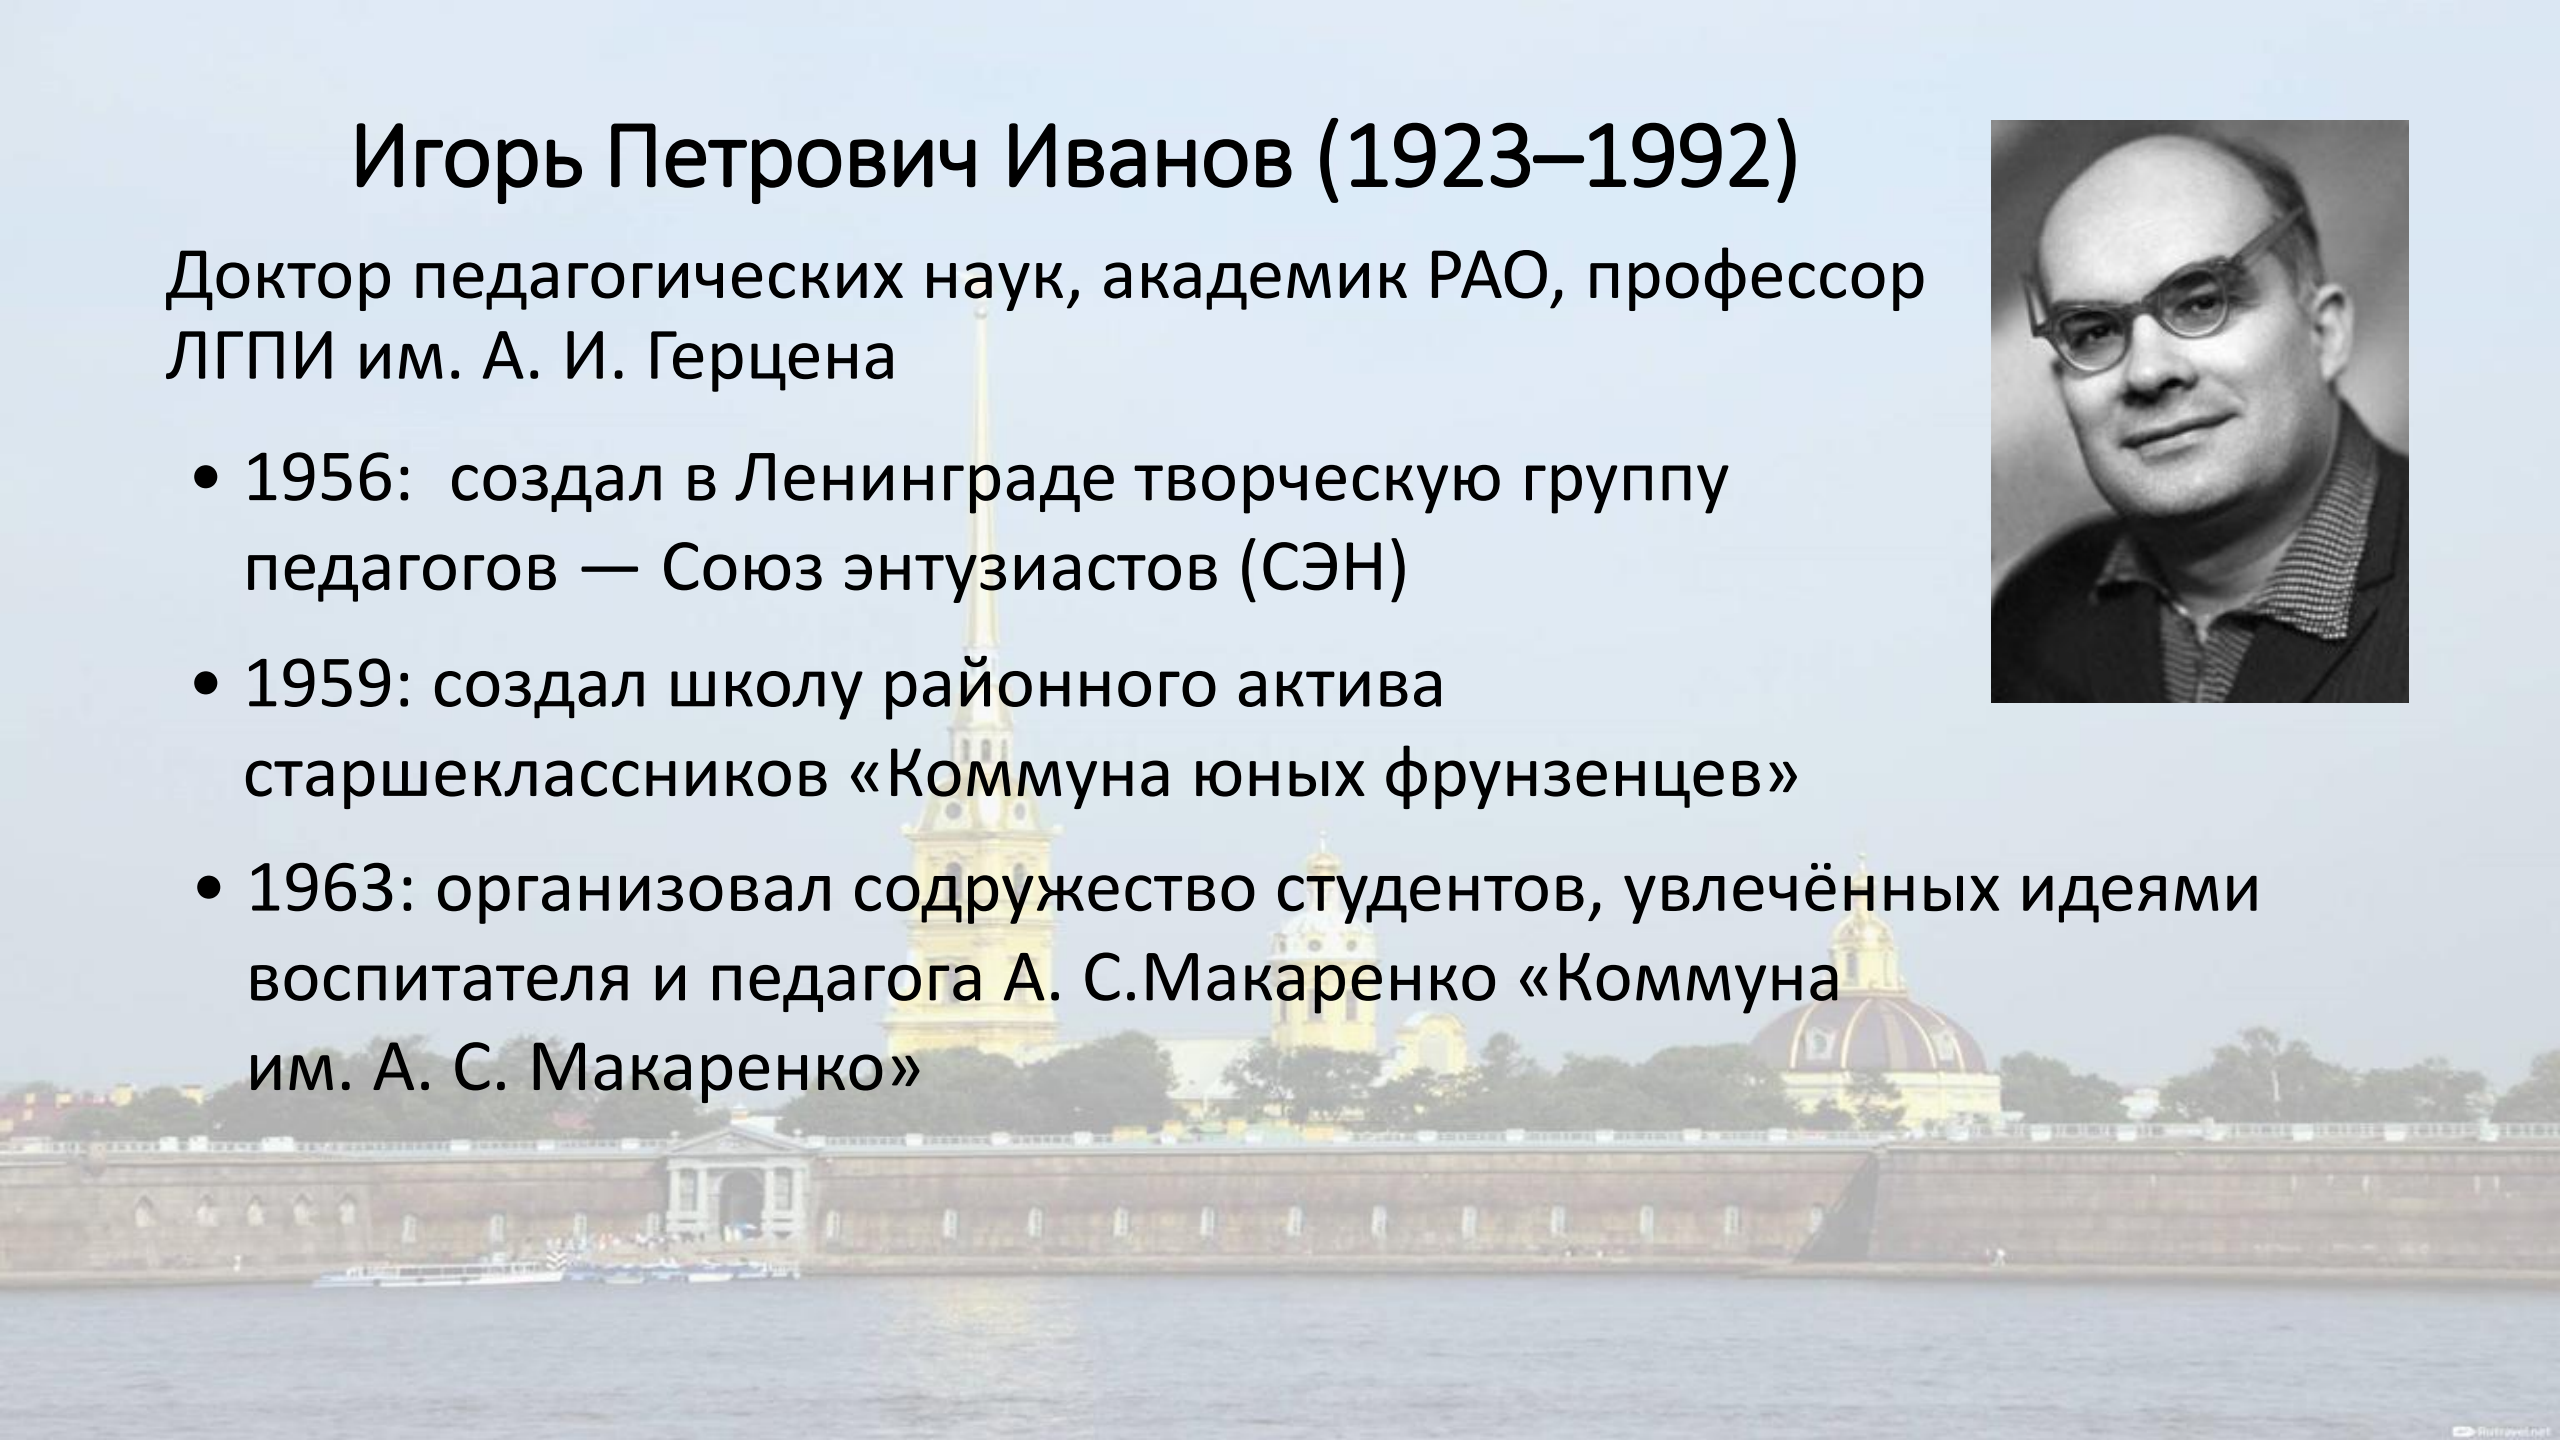 Игорь Петрович Иванов (1923–1992)
Доктор педагогических наук, академик РАО, профессор
ЛГПИ им. А. И. Герцена
• 1956:  создал в Ленинграде творческую группу
педагогов — Союз энтузиастов (СЭН)
• 1959: создал школу районного актива
старшеклассников «Коммуна юных фрунзенцев»
• 1963: организовал содружество студентов, увлечённых идеями
воспитателя и педагога А. С.Макаренко «Коммуна
им. А. С. Макаренко»
Rutravel.net